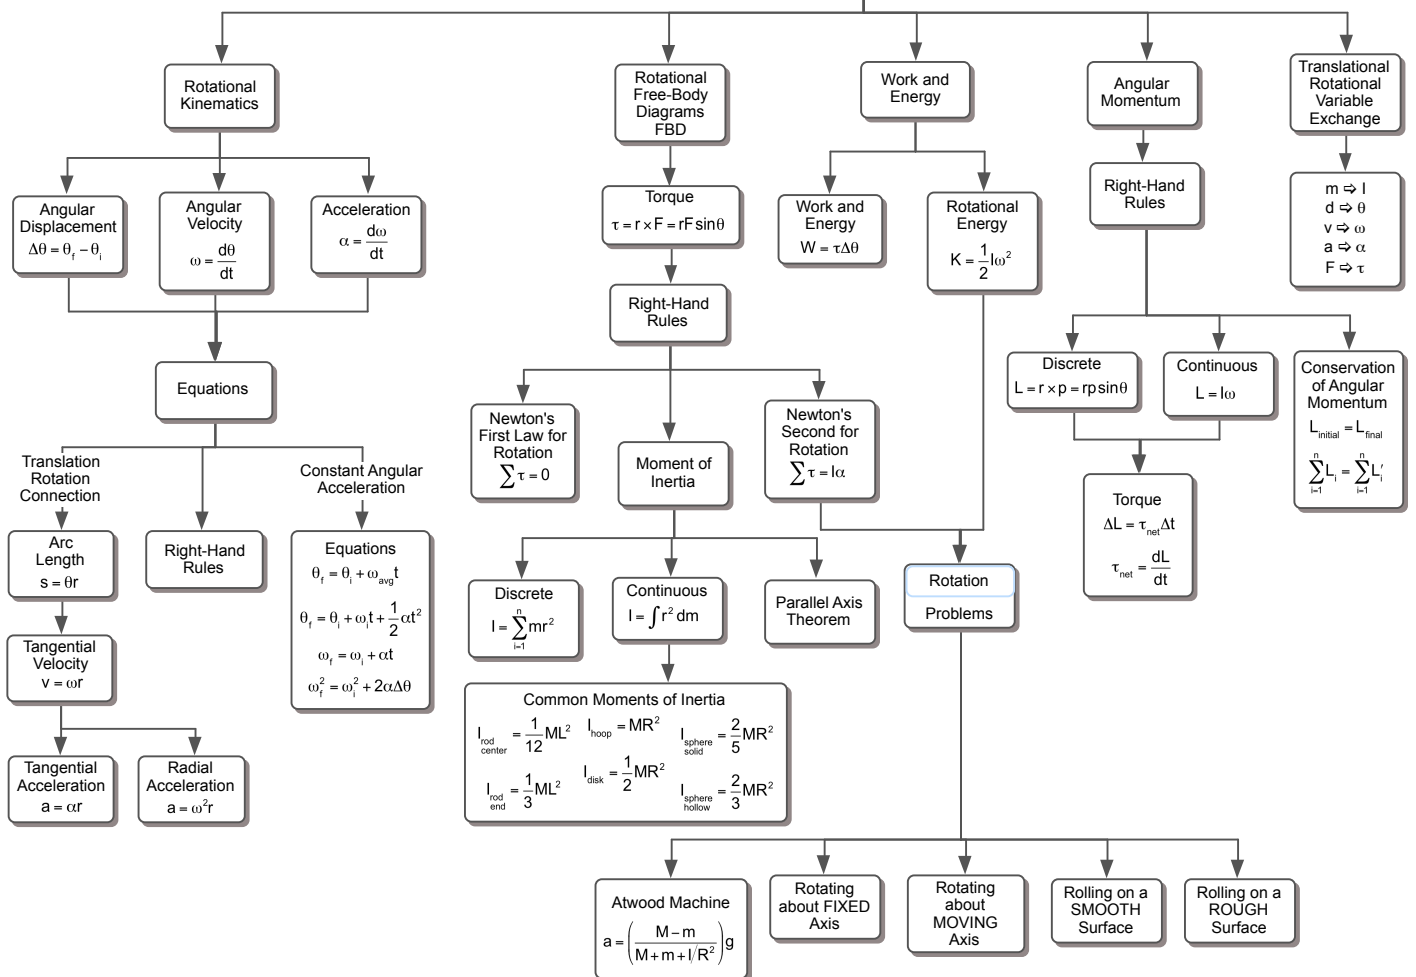 Rotational
Kinematics
Rotational
Free-Body
Diagrams
FBD
Work and
Energy
Angular
Momentum
Translational
Rotational
Variable
Exchange
Angular
Displacement
Δθ = θf − θi
Angular
Velocity
ω = dθ/dt
Acceleration
α = dω/dt
Torque
τ = r × F = rF sinθ
Work and
Energy
W = τΔθ
Rotational
Energy
K = 1/2 Iω²
Right-Hand
Rules
m ⇨ I
d ⇨ θ
v ⇨ ω
a ⇨ α
F ⇨ τ
Right-Hand
Rules
Equations
Newton's
First Law for
Rotation
∑ τ = 0
Moment of
Inertia
Newton's
Second for
Rotation
∑ τ = Iα
Discrete
L = r × p = rp sinθ
Continuous
L = Iω
Conservation
of Angular
Momentum
Linitial = Lfinal
n∑i=1 Li = n∑i=1 Li′
Torque
ΔL = τnetΔt
τnet = dL/dt
Translation
Rotation
Connection
Constant Angular
Acceleration
Arc
Length
s = θr
Right-Hand
Rules
Equations
θf = θi + ωavg t
θf = θi + ωi t + 1/2 αt²
ωf = ωi + αt
ωf² = ωi² + 2αΔθ
Tangential
Velocity
v = ωr
Tangential
Acceleration
a = αr
Radial
Acceleration
a = ω²r
Discrete
I = n∑i=1 mr²
Continuous
I = ∫ r² dm
Parallel Axis
Theorem
Rotation
Problems
Common Moments of Inertia
Irod center = 1/12 ML²
Ihoop = MR²
Isphere solid = 2/5 MR²
Irod end = 1/3 ML²
Idisk = 1/2 MR²
Isphere hollow = 2/3 MR²
Atwood Machine
a = ( M − m / M + m + I/R² ) g
Rotating
about FIXED
Axis
Rotating
about
MOVING
Axis
Rolling on a
SMOOTH
Surface
Rolling on a
ROUGH
Surface